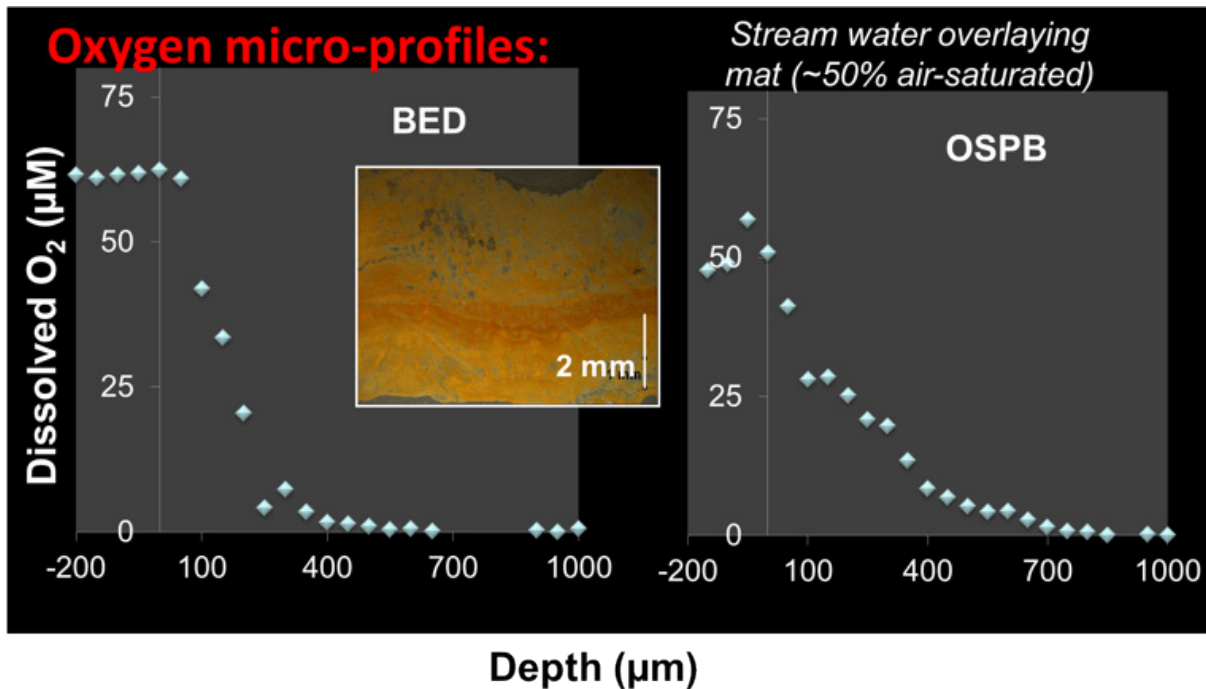 Oxygen micro-profiles:
Stream water overlaying
mat (~50% air-saturated)
Dissolved O₂ (µM)
75
50
25
0
-200 100 400 700 1000
BED
2 mm
75
50
25
0
-200 100 400 700 1000
OSPB
Depth (µm)